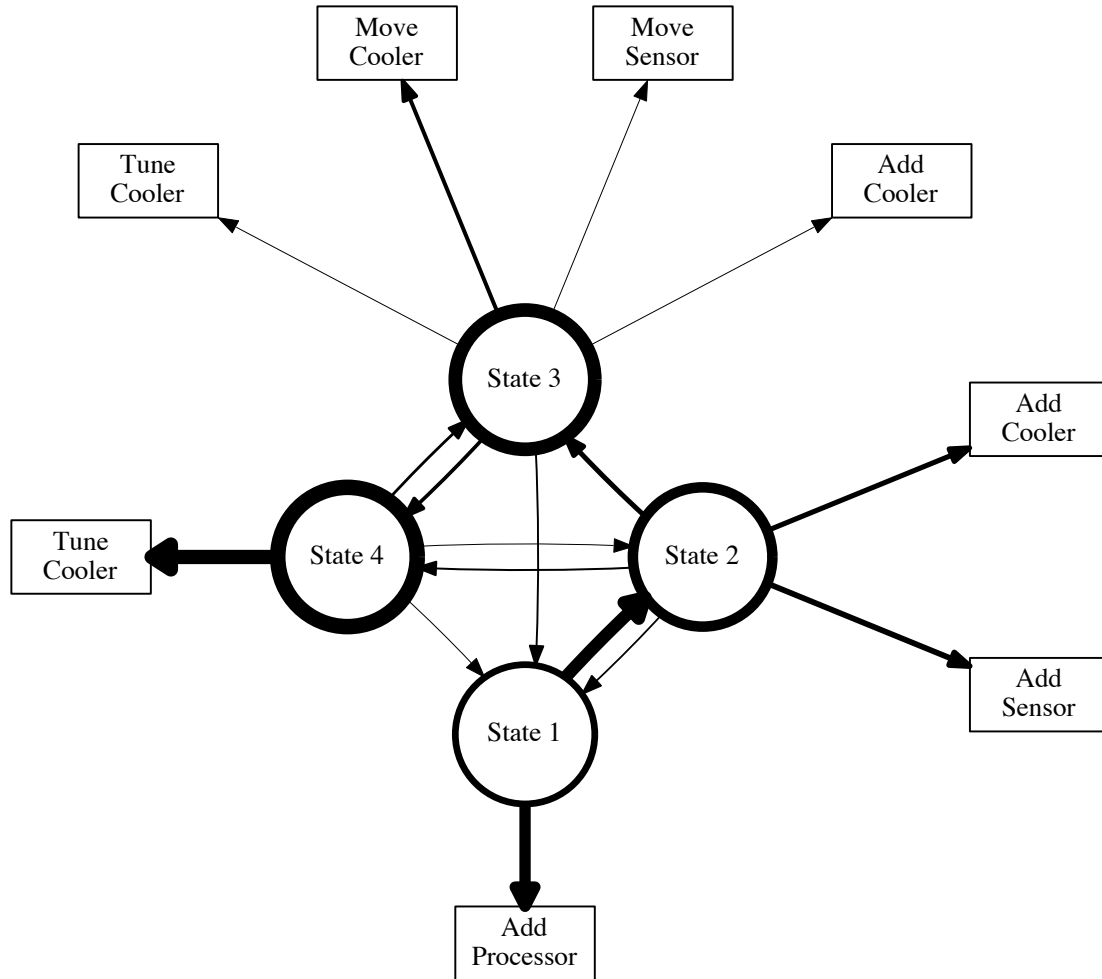 Move
Cooler
Move
Sensor
Tune
Cooler
Add
Cooler
State 3
Add
Cooler
Tune
Cooler
State 4
State 2
Add
Sensor
State 1
Add
Processor